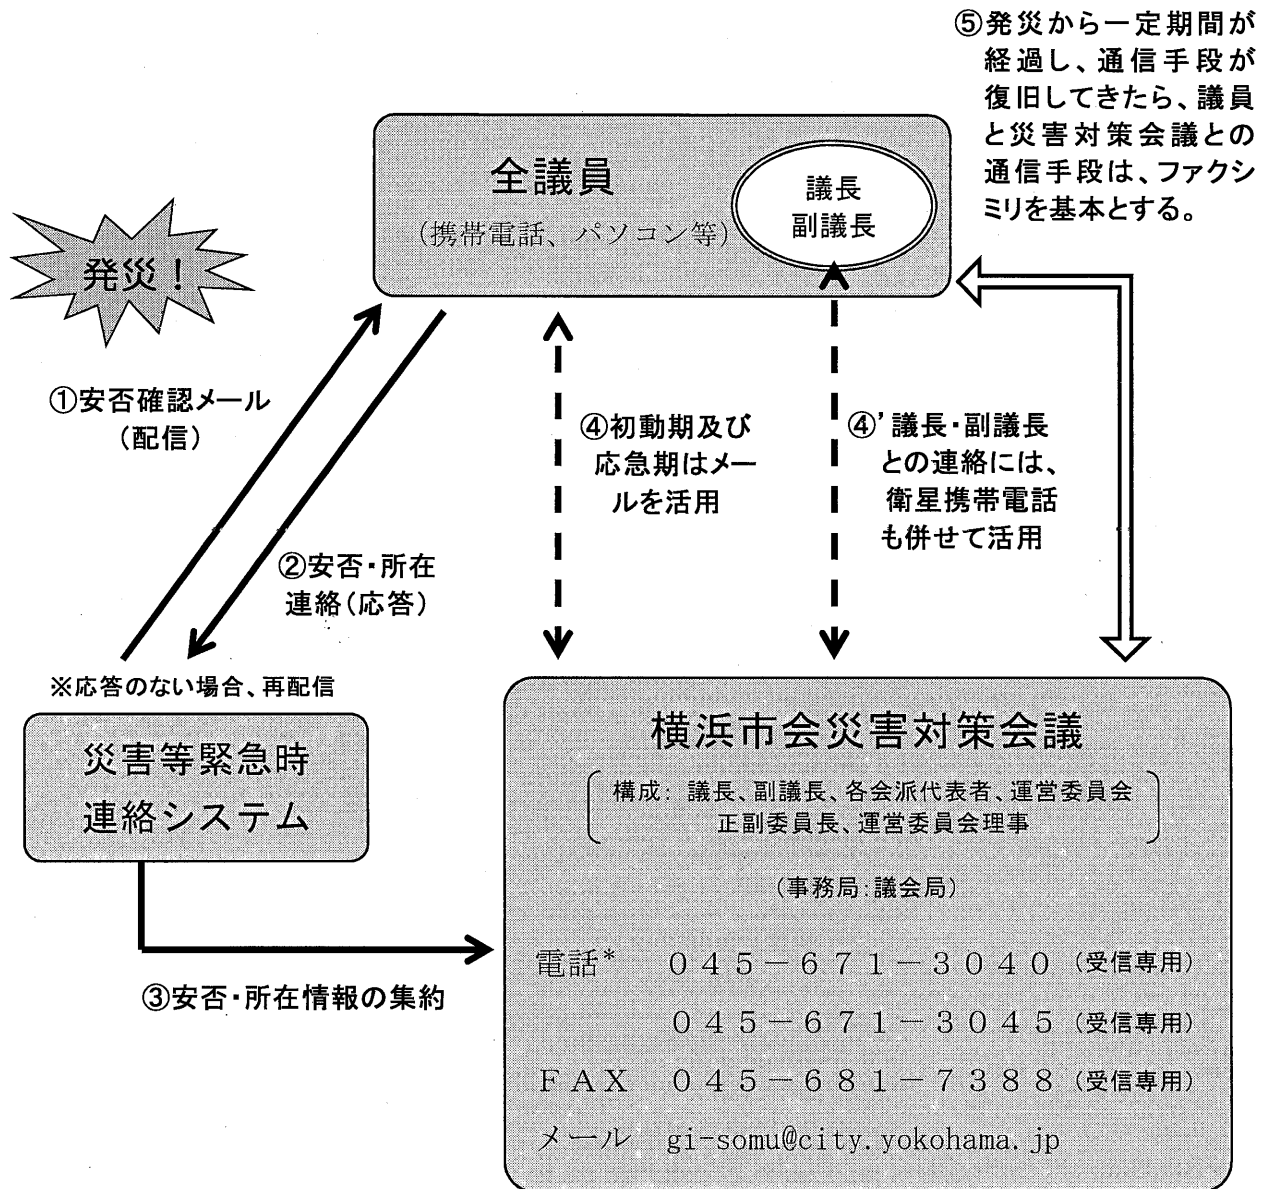 ⑤発災から一定期間が
経過し、通信手段が
復旧してきたら、議員
と災害対策会議との
通信手段は、ファクシ
ミリを基本とする。
全議員
(携帯電話、パソコン等)
議長
副議長
発災！
①安否確認メール
(配信)
②安否・所在
連絡(応答)
④初動期及び
応急期はメー
ルを活用
④’議長・副議長
との連絡には、
衛星携帯電話
も併せて活用
※応答のない場合、再配信
災害等緊急時
連絡システム
③安否・所在情報の集約
横浜市会災害対策会議
構成： 議長、副議長、各会派代表者、運営委員会
正副委員長、運営委員会理事
(事務局：議会局)
電話* ０４５－６７１－３０４０ (受信専用)
０４５－６７１－３０４５ (受信専用)
ＦＡＸ ０４５－６８１－７３８８ (受信専用)
メール gi-somu@city.yokohama.jp